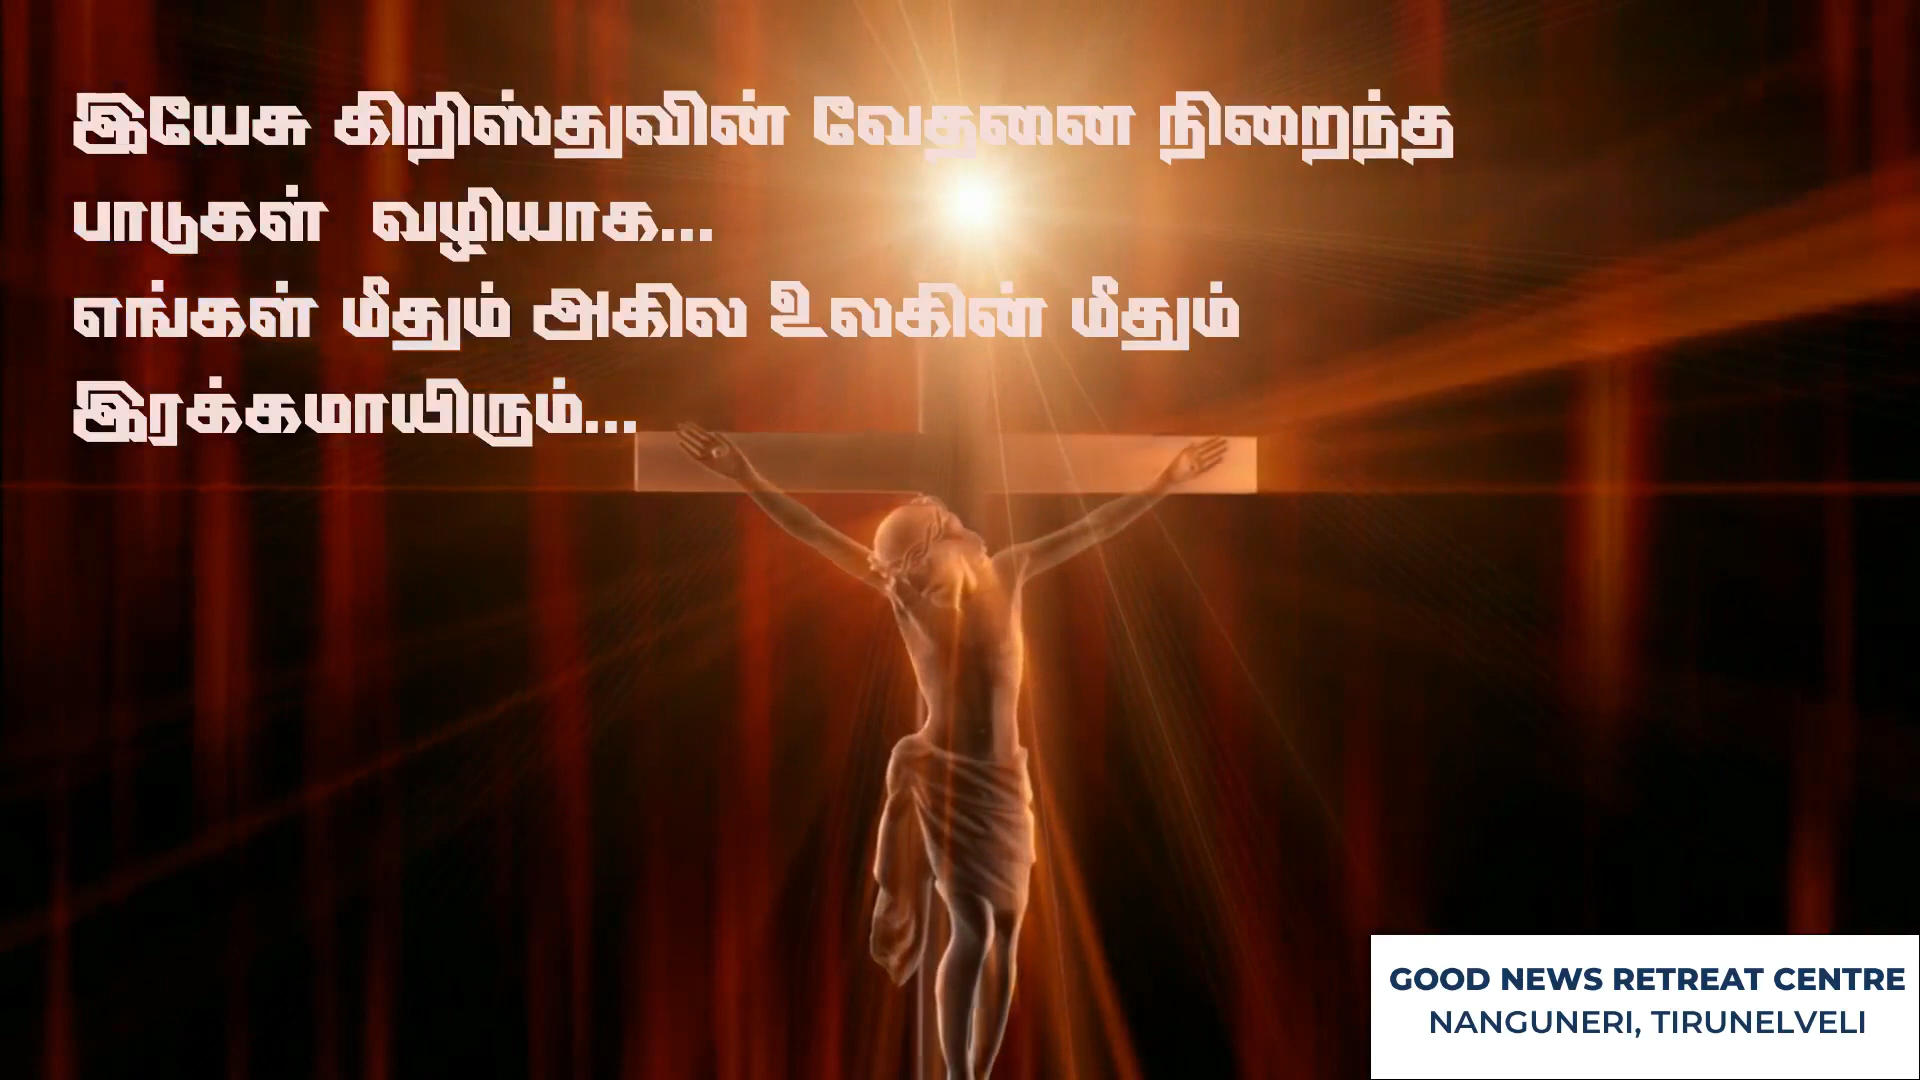 இயேசு கிறிஸ்துவின் வேதனை நிறைந்த
பாடுகள் வழியாக...
எங்கள் மீதும் அகில உலகின் மீதும்
இரக்கமாயிரும்...
GOOD NEWS RETREAT CENTRE
NANGUNERI, TIRUNELVELI